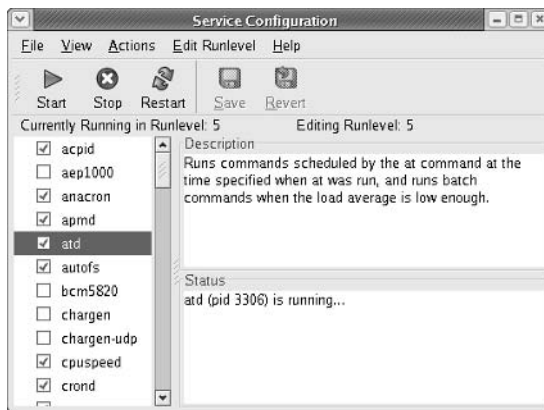 Service Configuration
File View Actions Edit Runlevel Help
Start Stop Restart Save Revert
Currently Running in Runlevel: 5 Editing Runlevel: 5
acpid
aep1000
anacron
apmd
atd
autofs
bcm5820
chargen
chargen-udp
cpuspeed
crond
Description
Runs commands scheduled by the at command at the
time specified when at was run, and runs batch
commands when the load average is low enough.
Status
atd (pid 3306) is running...